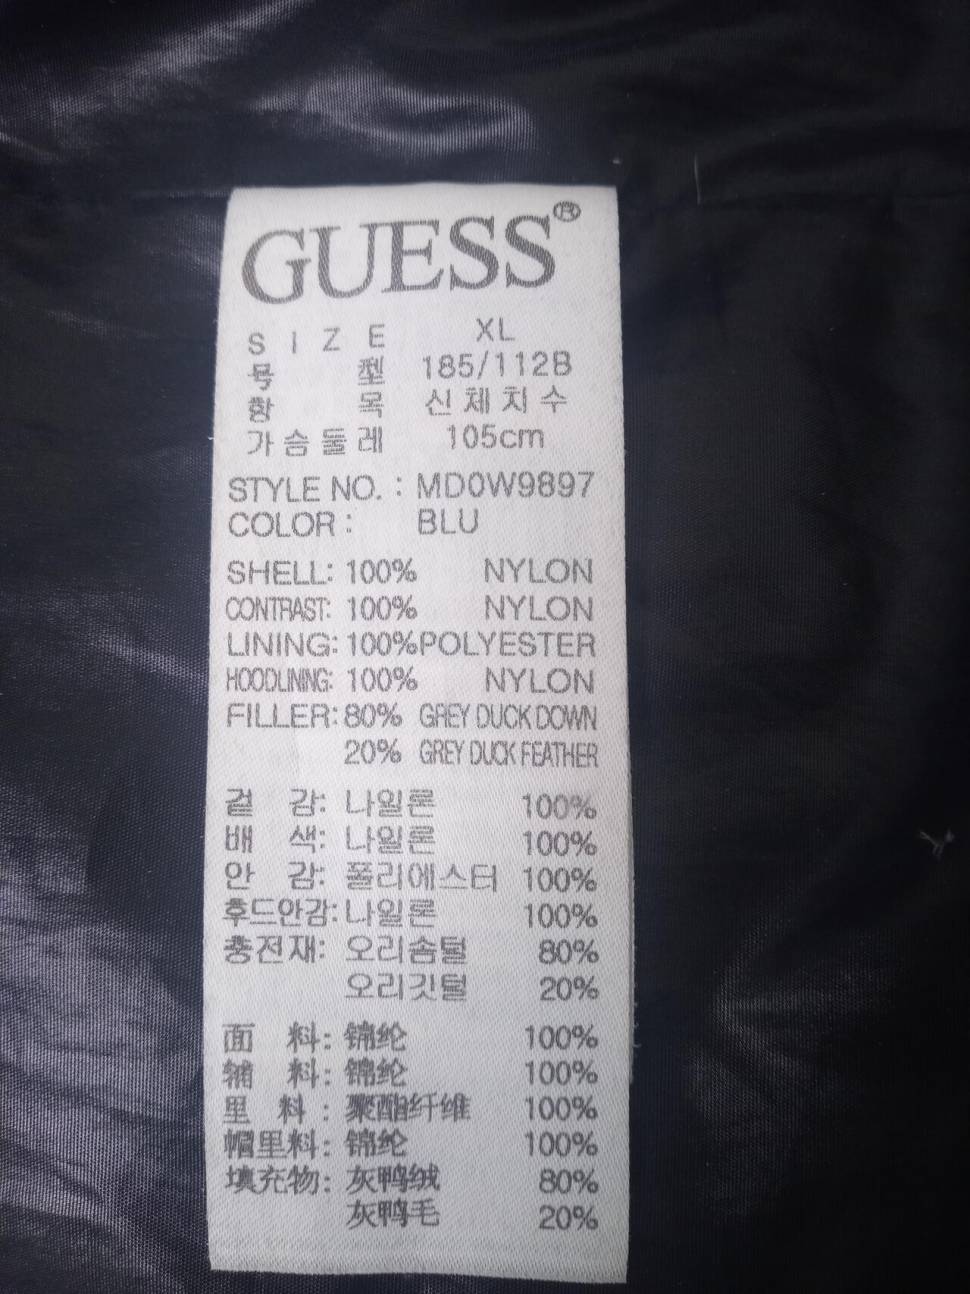 GUESS®
SIZE XL
号型 185/112B
항목 신체치수
가슴둘레 105cm
STYLE NO. : MD0W9897
COLOR : BLU
SHELL: 100% NYLON
CONTRAST: 100% NYLON
LINING: 100% POLYESTER
HOODLINING: 100% NYLON
FILLER: 80% GREY DUCK DOWN
20% GREY DUCK FEATHER
겉감: 나일론 100%
배색: 나일론 100%
안감: 폴리에스터 100%
후드안감: 나일론 100%
충전재: 오리솜털 80%
오리깃털 20%
面料: 锦纶 100%
辅料: 锦纶 100%
里料: 聚酯纤维 100%
帽里料: 锦纶 100%
填充物: 灰鸭绒 80%
灰鸭毛 20%